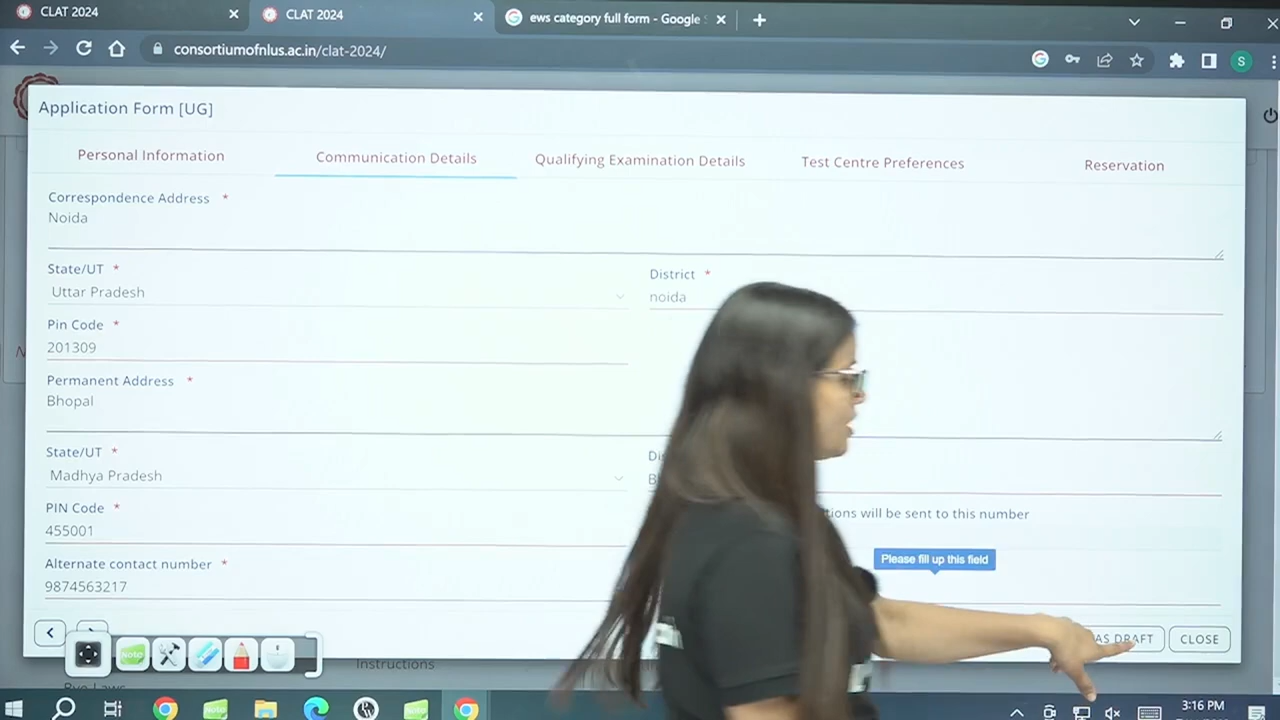 CLAT 2024
CLAT 2024
ews category full form - Google
consortiumofnlus.ac.in/clat-2024/
S
Application Form [UG]
Personal Information
Communication Details
Qualifying Examination Details
Test Centre Preferences
Reservation
Correspondence Address *
Noida
State/UT *
Uttar Pradesh
District *
noida
Pin Code *
201309
Permanent Address *
Bhopal
State/UT *
Madhya Pradesh
PIN Code *
455001
will be sent to this number
Please fill up this field
Alternate contact number *
9874563217
AS DRAFT
CLOSE
Instructions
Bye-Laws
3:16 PM